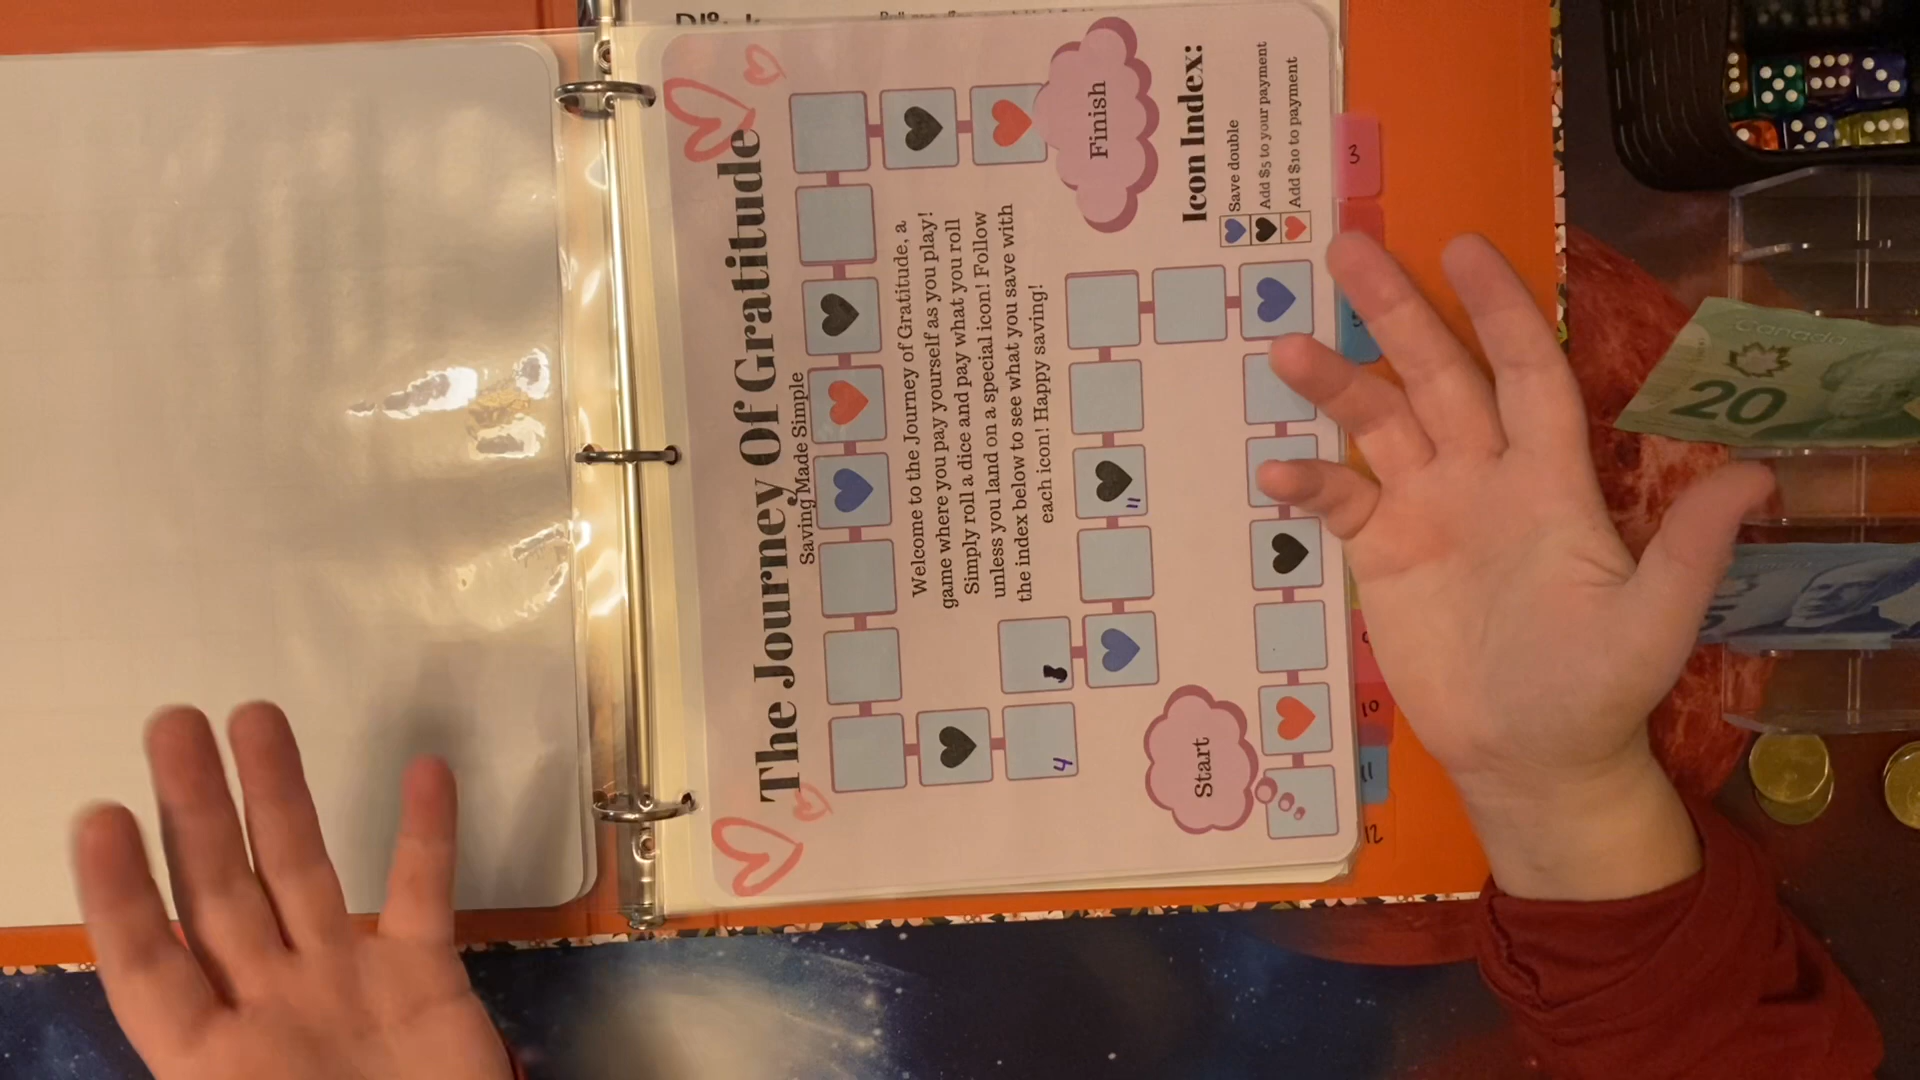 The Journey Of Gratitude
Saving Made Simple
Welcome to the Journey of Gratitude, a
game where you pay yourself as you play!
Simply roll a dice and pay what you roll
unless you land on a special icon! Follow
the index below to see what you save with
each icon! Happy saving!
Start
Finish
4
11
Icon Index:
Save double
Add $5 to your payment
Add $10 to payment
3
10
11
12
Canada
20